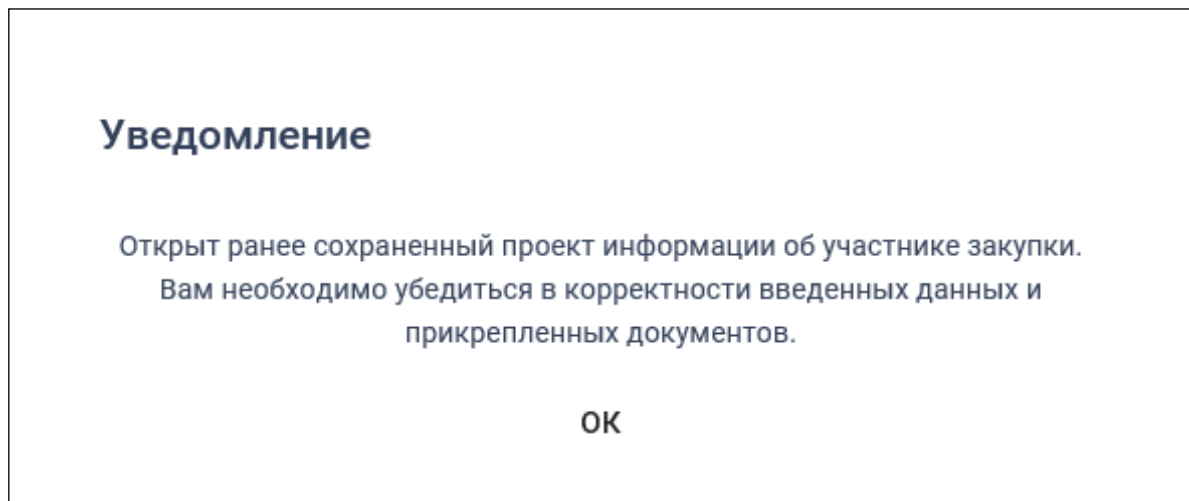 Уведомление
Открыт ранее сохраненный проект информации об участнике закупки.
Вам необходимо убедиться в корректности введенных данных и
прикрепленных документов.
ОК